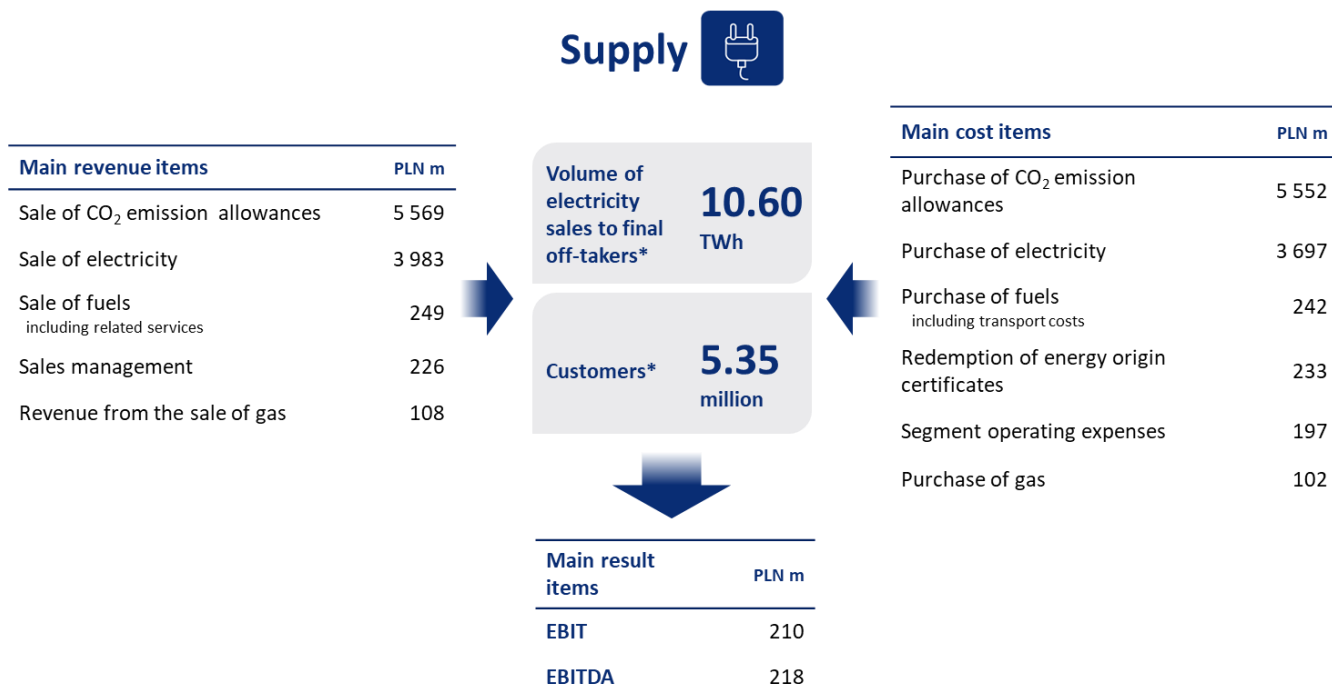 Supply
Main revenue items PLN m
Sale of CO₂ emission allowances 5 569
Sale of electricity 3 983
Sale of fuels 249
including related services
Sales management 226
Revenue from the sale of gas 108
Volume of
electricity
sales to final
off-takers*
10.60
TWh
Customers*
5.35
million
Main cost items PLN m
Purchase of CO₂ emission
allowances
5 552
Purchase of electricity 3 697
Purchase of fuels 242
including transport costs
Redemption of energy origin
certificates
233
Segment operating expenses 197
Purchase of gas 102
Main result
items
PLN m
EBIT 210
EBITDA 218